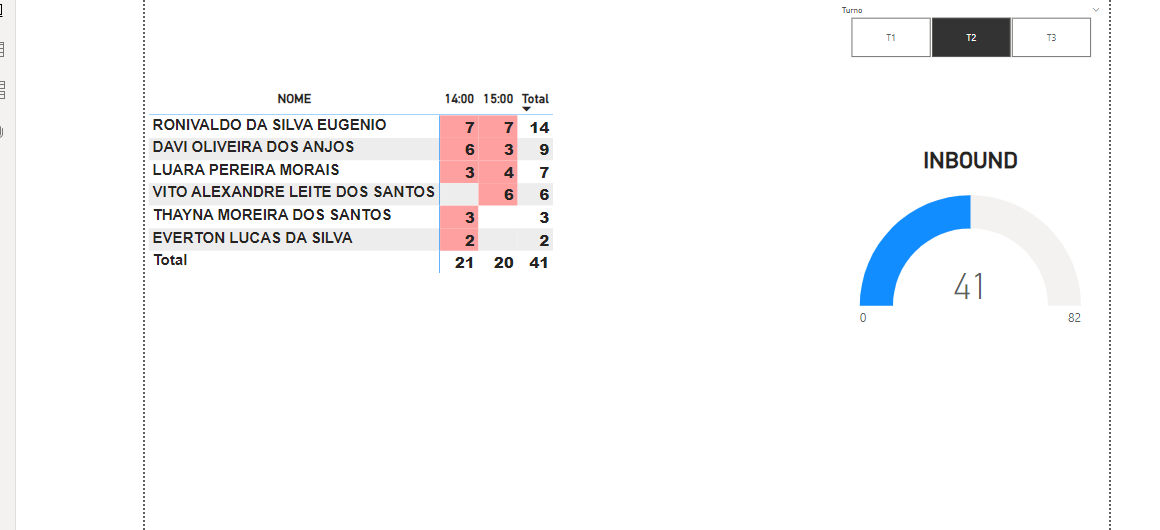 Turno
T1 T2 T3
NOME 14:00 15:00 Total
RONIVALDO DA SILVA EUGENIO 7 7 14
DAVI OLIVEIRA DOS ANJOS 6 3 9
LUARA PEREIRA MORAIS 3 4 7
VITO ALEXANDRE LEITE DOS SANTOS 6 6
THAYNA MOREIRA DOS SANTOS 3 3
EVERTON LUCAS DA SILVA 2 2
Total 21 20 41
INBOUND
41
0 82